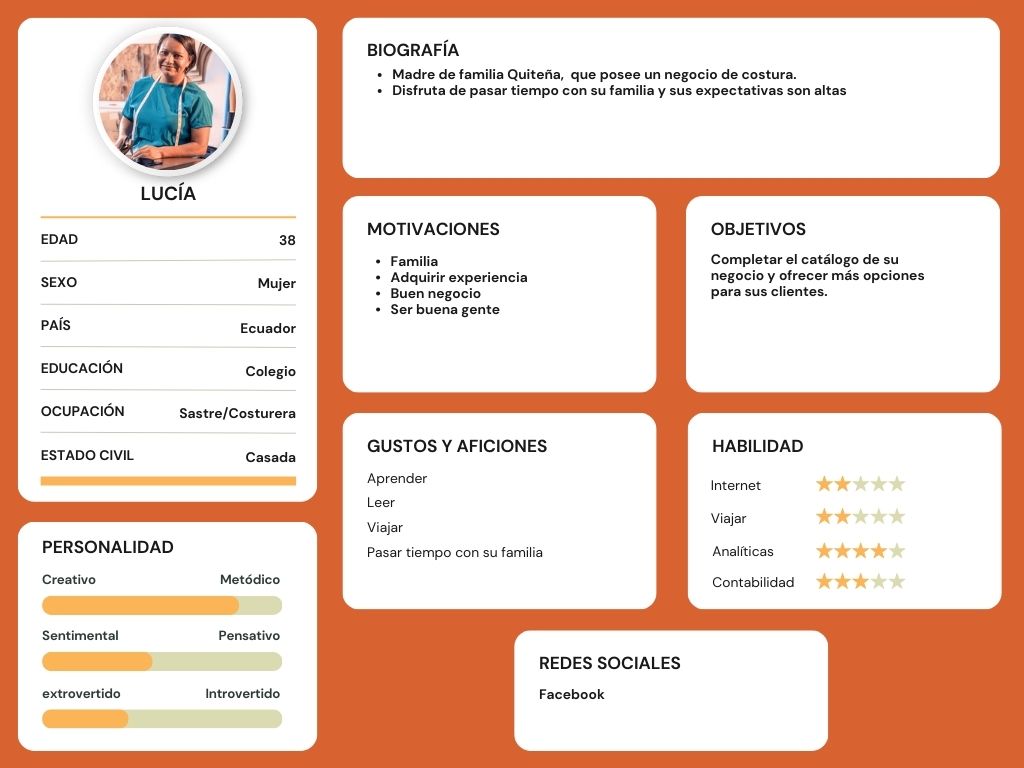 LUCÍA
EDAD 38
SEXO Mujer
PAÍS Ecuador
EDUCACIÓN Colegio
OCUPACIÓN Sastre/Costurera
ESTADO CIVIL Casada
PERSONALIDAD
Creativo Metódico
Sentimental Pensativo
extrovertido Introvertido
BIOGRAFÍA
• Madre de familia Quiteña, que posee un negocio de costura.
• Disfruta de pasar tiempo con su familia y sus expectativas son altas
MOTIVACIONES
• Familia
• Adquirir experiencia
• Buen negocio
• Ser buena gente
OBJETIVOS
Completar el catálogo de su
negocio y ofrecer más opciones
para sus clientes.
GUSTOS Y AFICIONES
Aprender
Leer
Viajar
Pasar tiempo con su familia
HABILIDAD
Internet
Viajar
Analíticas
Contabilidad
REDES SOCIALES
Facebook